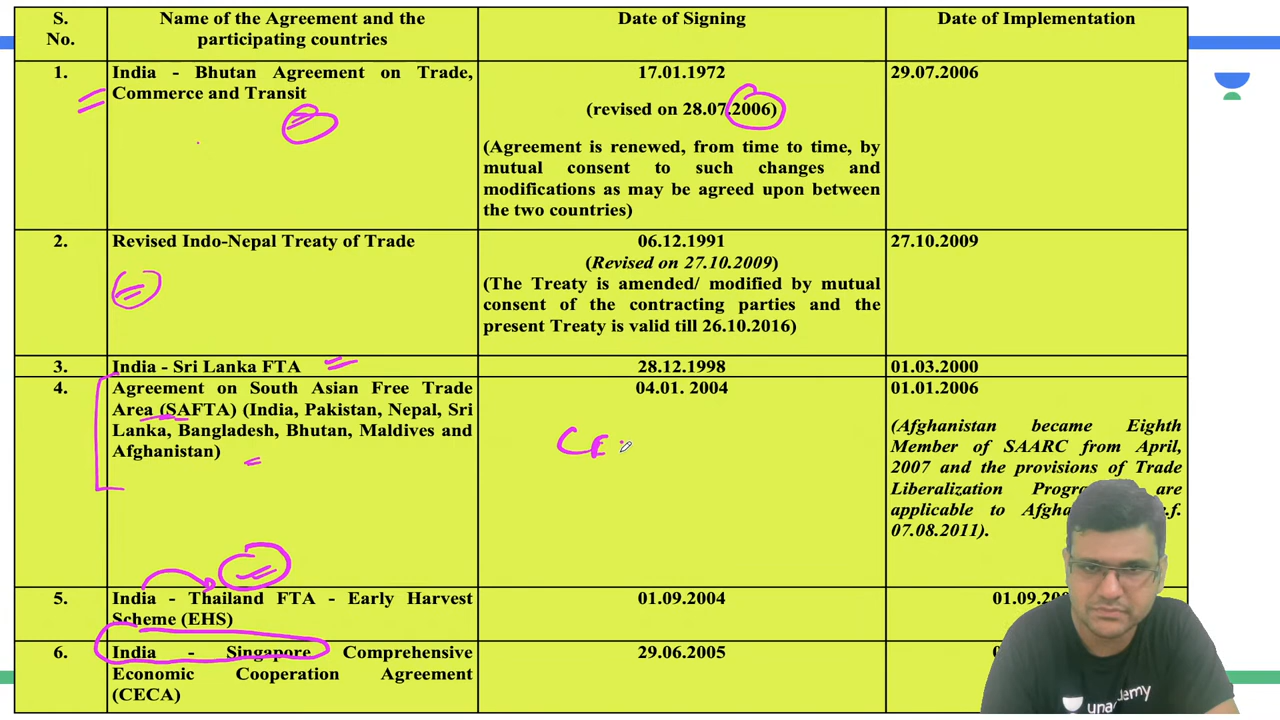 S.
No.
Name of the Agreement and the
participating countries
Date of Signing
Date of Implementation
1.
India - Bhutan Agreement on Trade,
Commerce and Transit
17.01.1972
(revised on 28.07.2006)
(Agreement is renewed, from time to time, by
mutual consent to such changes and
modifications as may be agreed upon between
the two countries)
29.07.2006
2.
Revised Indo-Nepal Treaty of Trade
06.12.1991
(Revised on 27.10.2009)
(The Treaty is amended/ modified by mutual
consent of the contracting parties and the
present Treaty is valid till 26.10.2016)
27.10.2009
3.
India - Sri Lanka FTA
28.12.1998
01.03.2000
4.
Agreement on South Asian Free Trade
Area (SAFTA) (India, Pakistan, Nepal, Sri
Lanka, Bangladesh, Bhutan, Maldives and
Afghanistan)
04.01. 2004
CE
01.01.2006
(Afghanistan became Eighth
Member of SAARC from April,
2007 and the provisions of Trade
Liberalization are
applicable to
07.08.2011).
5.
India - Thailand FTA - Early Harvest
Scheme (EHS)
01.09.2004
6.
India - Singapore Comprehensive
Economic Cooperation Agreement
(CECA)
29.06.2005
unacademy